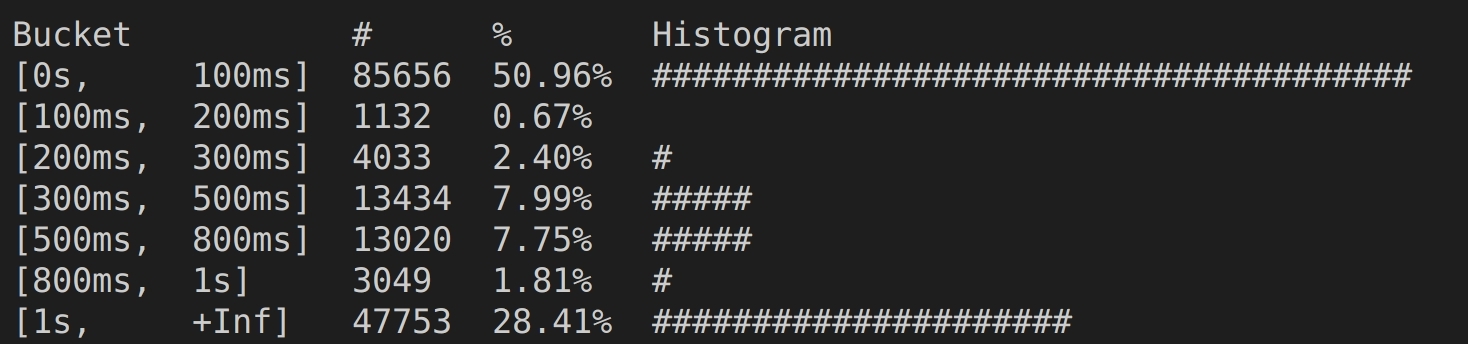 Bucket # % Histogram
[0s, 100ms] 85656 50.96% ######################################
[100ms, 200ms] 1132 0.67%
[200ms, 300ms] 4033 2.40% #
[300ms, 500ms] 13434 7.99% #####
[500ms, 800ms] 13020 7.75% #####
[800ms, 1s] 3049 1.81% #
[1s, +Inf] 47753 28.41% #####################